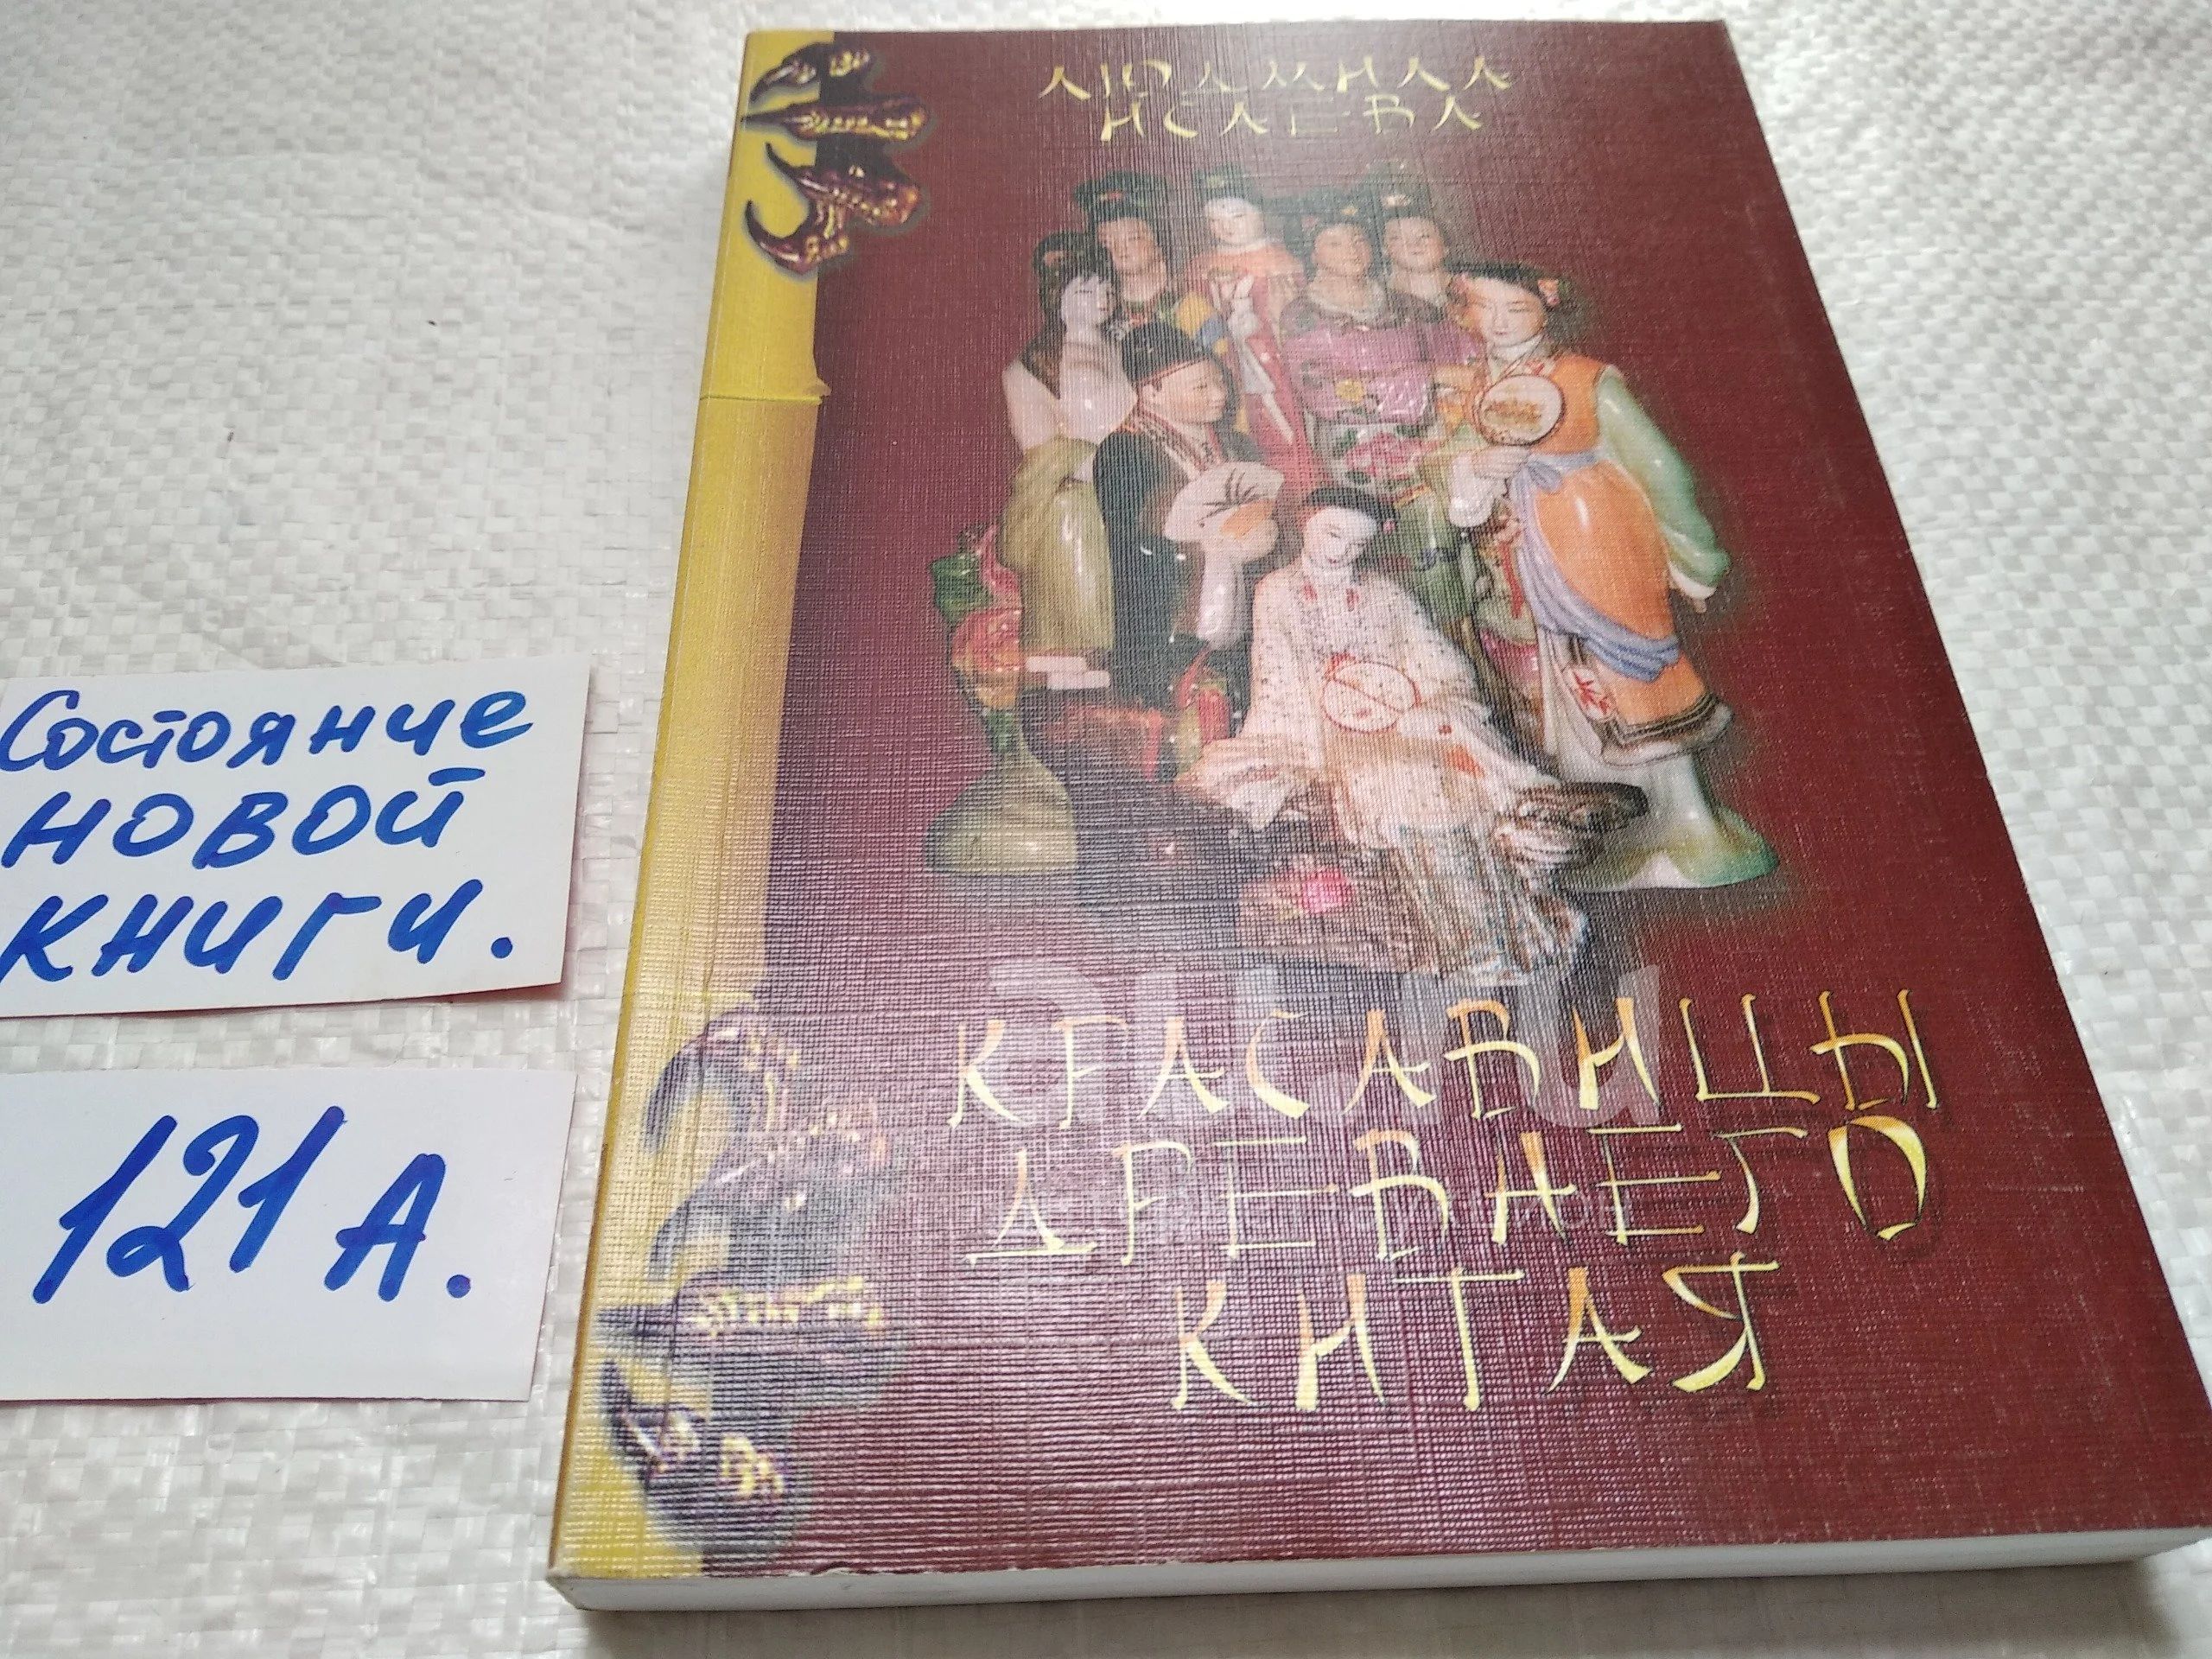 ЛЮДМИЛА
ИСАЕВА
КРАСАВИЦЫ
ДРЕВНЕГО
КИТАЯ
Состояние
новой
книги.
121 А.